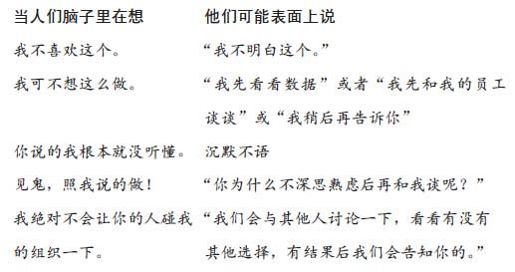 当人们脑子里在想 他们可能表面上说
我不喜欢这个。 “我不明白这个。”
我可不想这么做。 “我先看看数据”或者“我先和我的员工
谈谈”或“我稍后再告诉你”
你说的我根本就没听懂。 沉默不语
见鬼，照我说的做！ “你为什么不深思熟虑后再和我谈呢？”
我绝对不会让你的人碰我 “我们会与其他人讨论一下，看看有没有
的组织一下。 其他选择，有结果后我们会告知你的。”